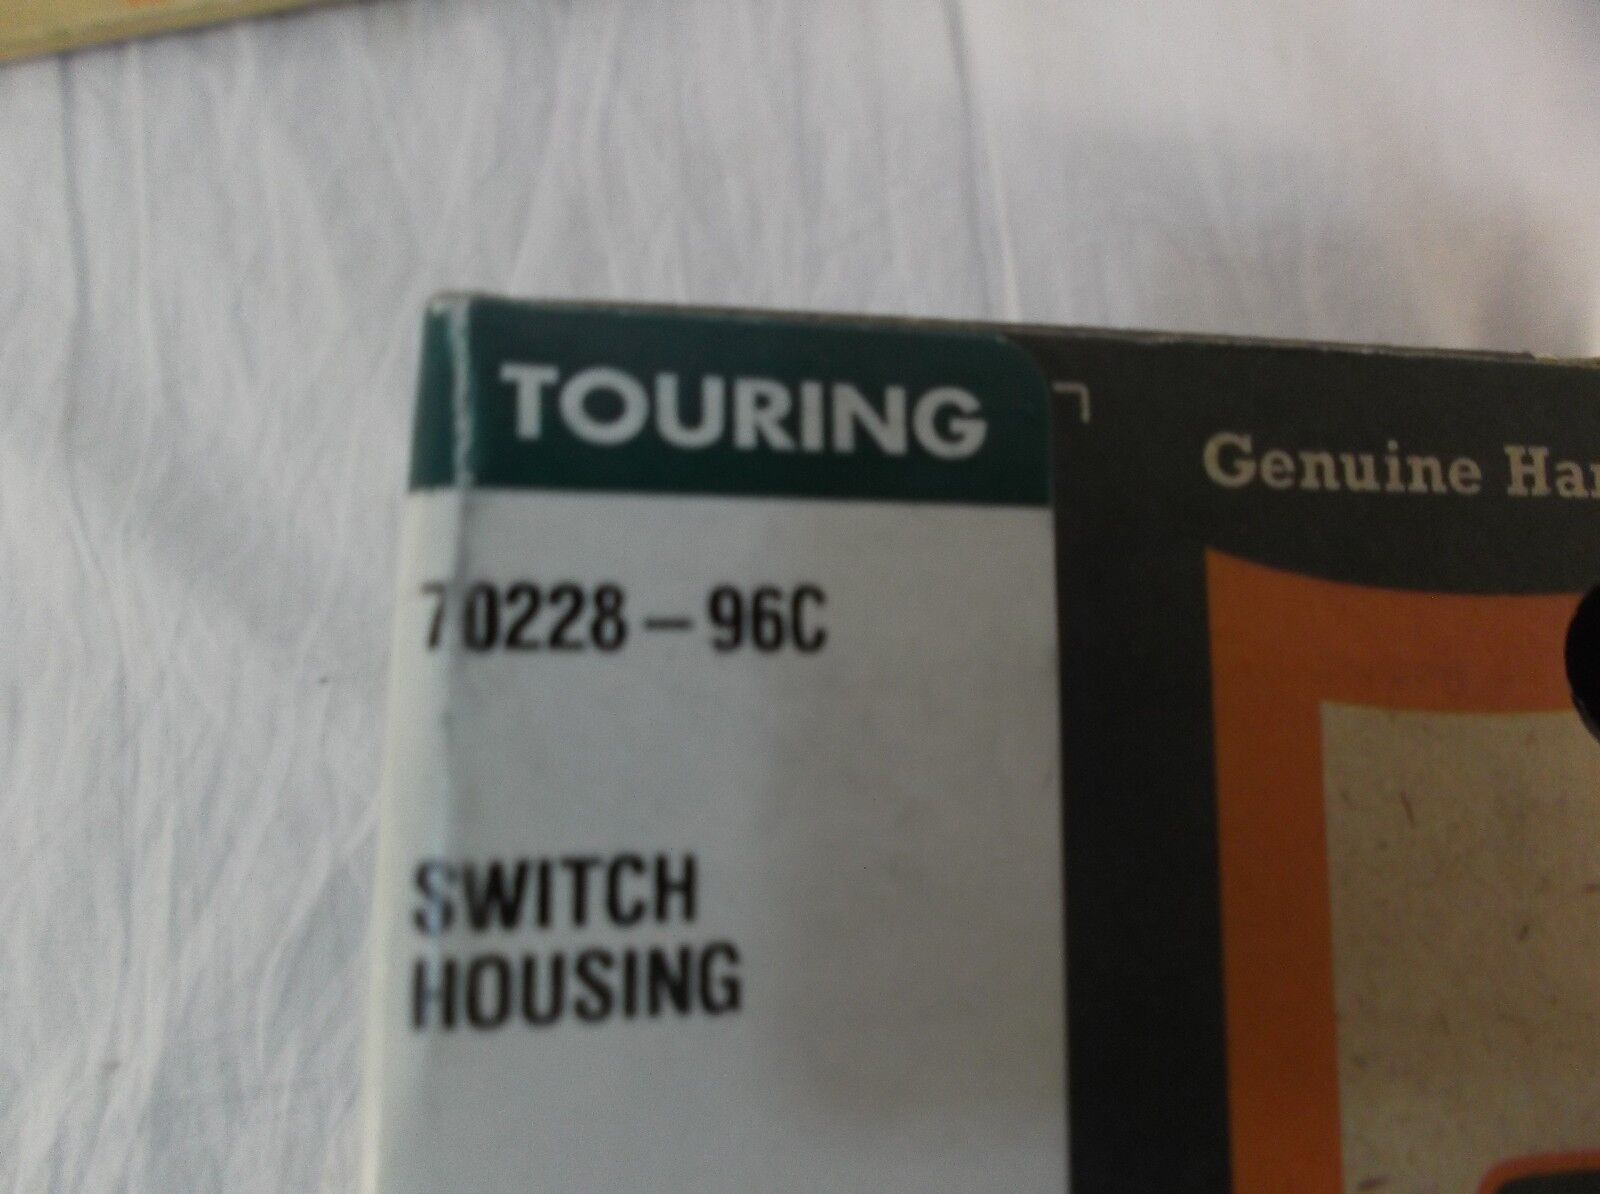 TOURING
Genuine Har
70228-96C
SWITCH
HOUSING